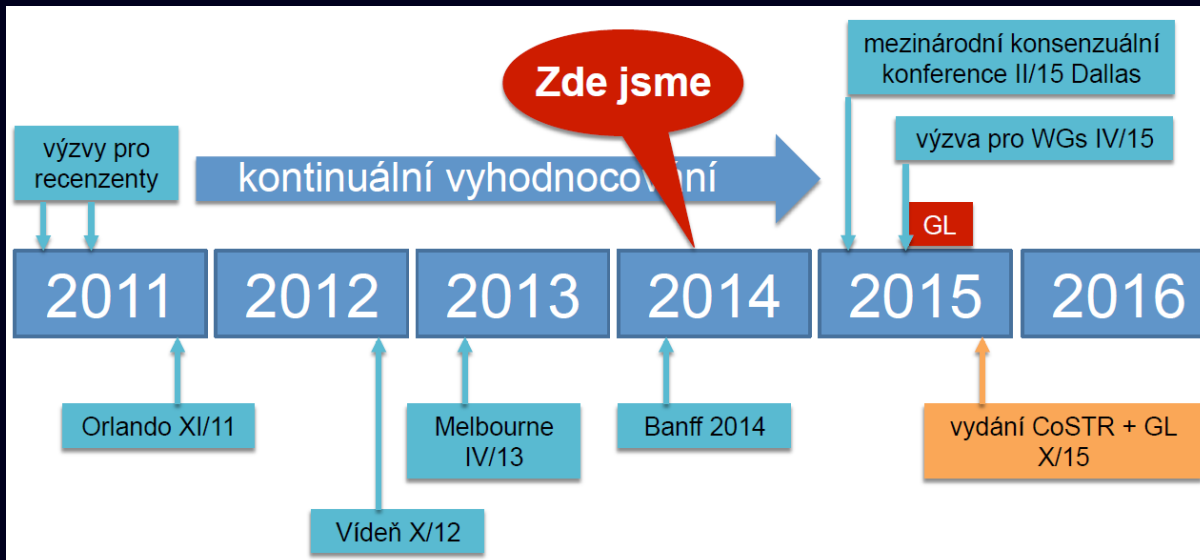 mezinárodní konsenzuální
konference II/15 Dallas
Zde jsme
výzvy pro
recenzenty
výzva pro WGs IV/15
kontinuální vyhodnocování
GL
2011
2012
2013
2014
2015
2016
Orlando XI/11
Melbourne
IV/13
Banff 2014
vydání CoSTR + GL
X/15
Vídeň X/12